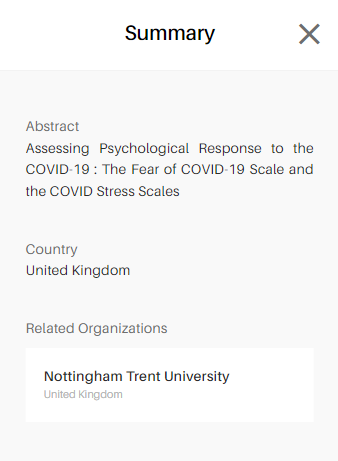 Summary
Abstract
Assessing Psychological Response to the
COVID-19 : The Fear of COVID-19 Scale and
the COVID Stress Scales
Country
United Kingdom
Related Organizations
Nottingham Trent University
United Kingdom